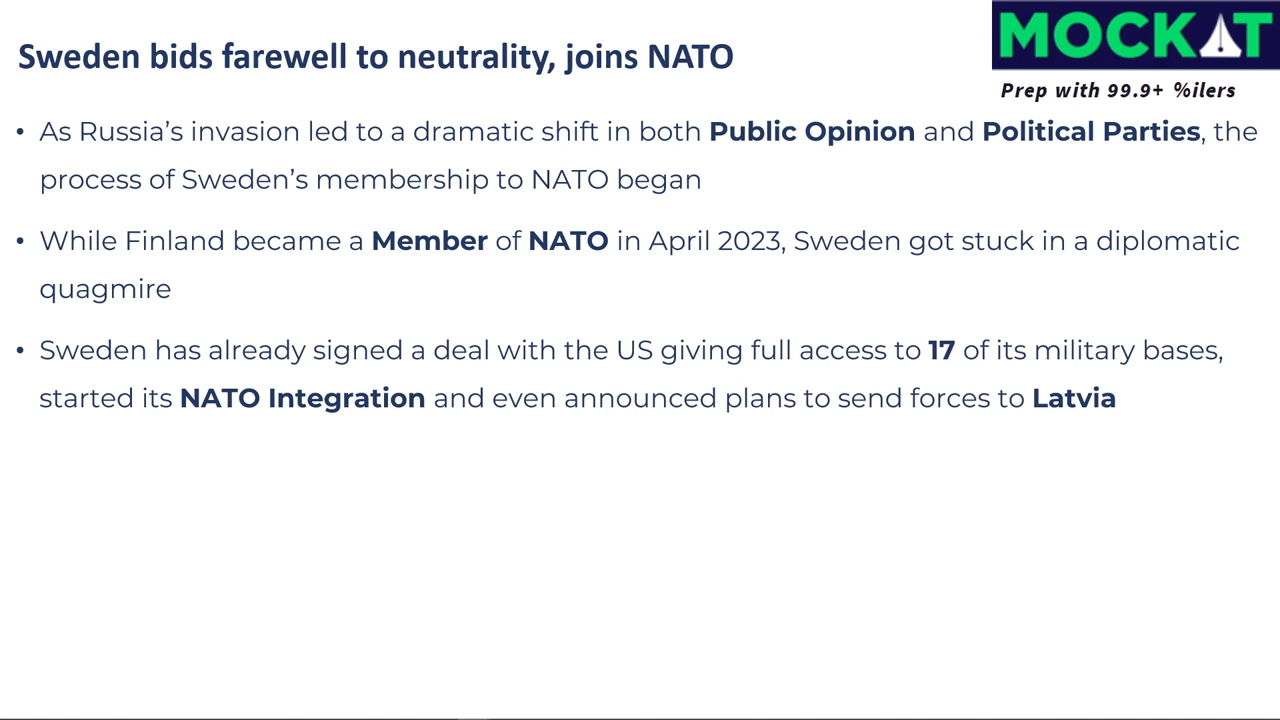 MOCKAT
Sweden bids farewell to neutrality, joins NATO
Prep with 99.9+ %ilers
• As Russia’s invasion led to a dramatic shift in both Public Opinion and Political Parties, the
process of Sweden’s membership to NATO began
• While Finland became a Member of NATO in April 2023, Sweden got stuck in a diplomatic
quagmire
• Sweden has already signed a deal with the US giving full access to 17 of its military bases,
started its NATO Integration and even announced plans to send forces to Latvia